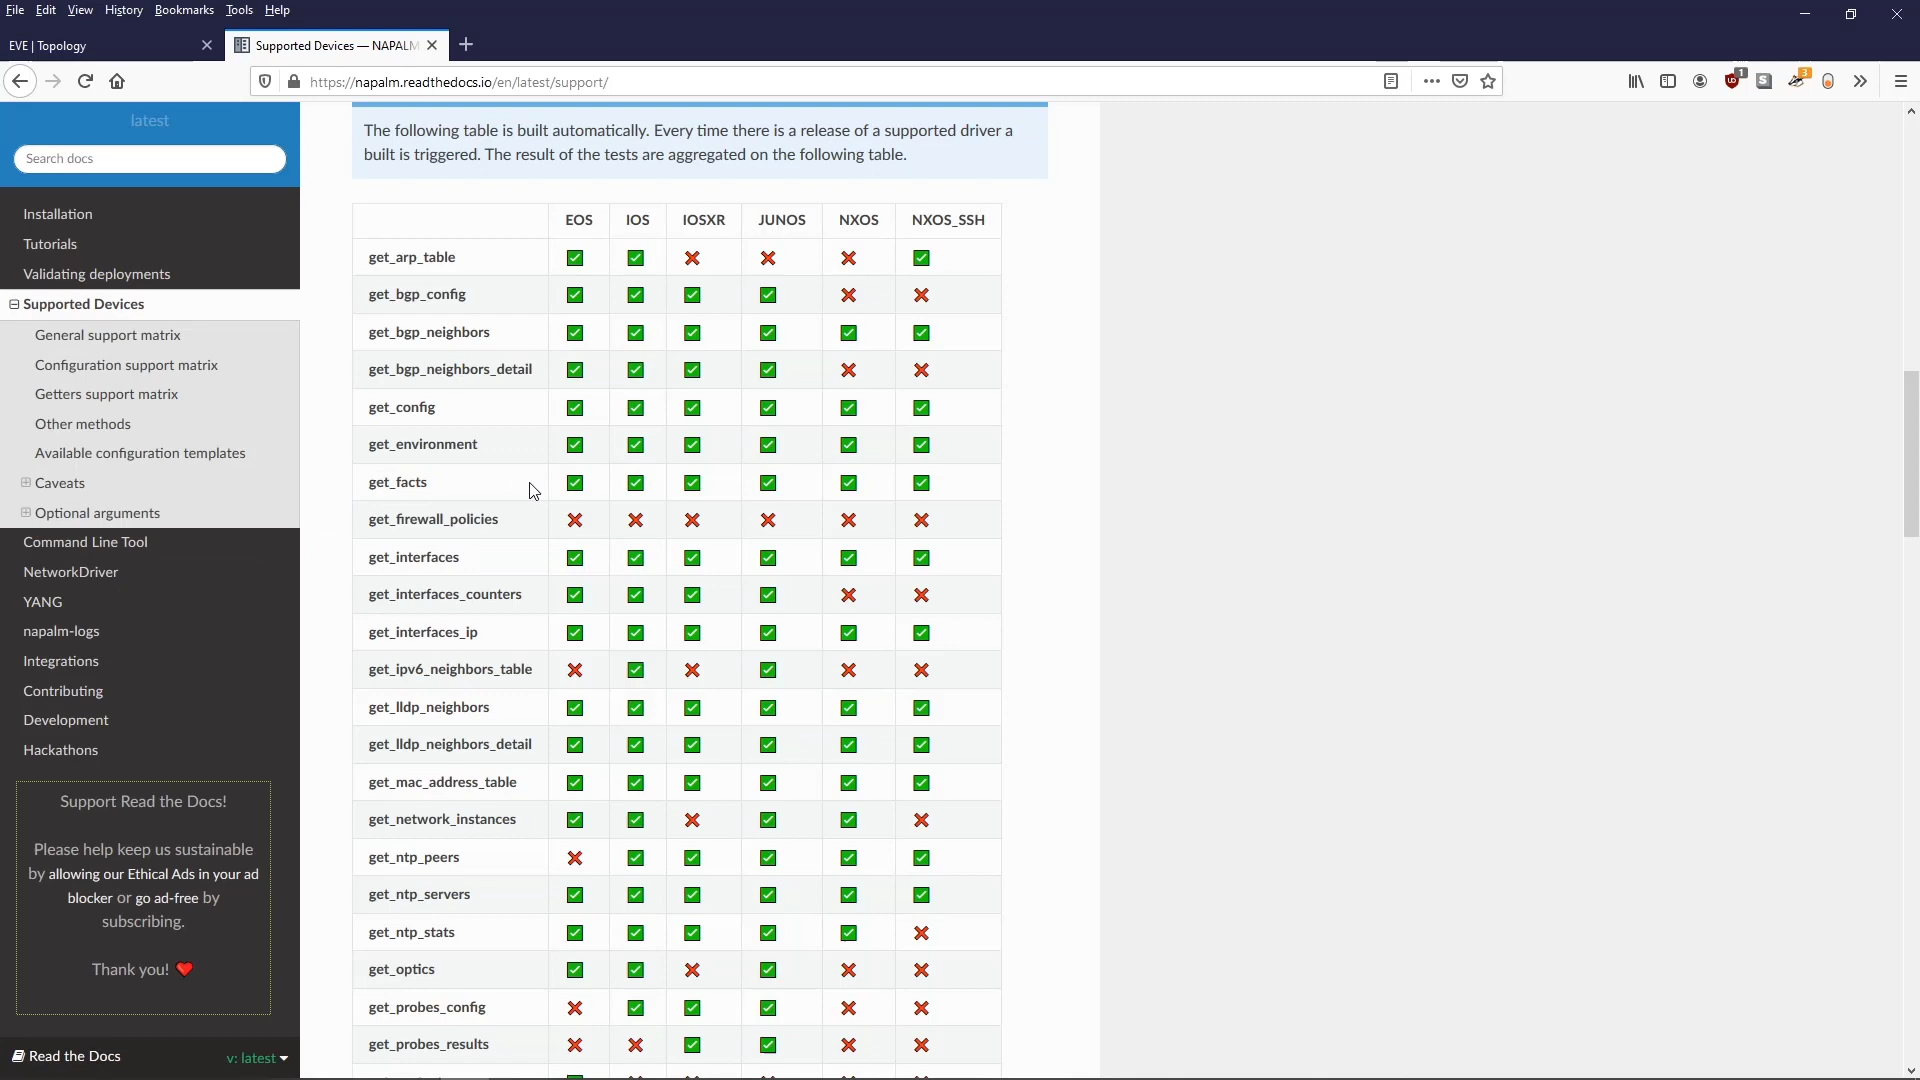 File Edit View History Bookmarks Tools Help
EVE | Topology
Supported Devices — NAPALM
https://napalm.readthedocs.io/en/latest/support/
1
S
3
latest
Search docs
Installation
Tutorials
Validating deployments
Supported Devices
General support matrix
Configuration support matrix
Getters support matrix
Other methods
Available configuration templates
Caveats
Optional arguments
Command Line Tool
NetworkDriver
YANG
napalm-logs
Integrations
Contributing
Development
Hackathons
Support Read the Docs!
Please help keep us sustainable
by allowing our Ethical Ads in your ad
blocker or go ad-free by
subscribing.
Thank you! ❤️
Read the Docs v: latest
The following table is built automatically. Every time there is a release of a supported driver a
built is triggered. The result of the tests are aggregated on the following table.
EOS IOS IOSXR JUNOS NXOS NXOS_SSH
get_arp_table ✅ ✅ ❌ ❌ ❌ ✅
get_bgp_config ✅ ✅ ✅ ✅ ❌ ❌
get_bgp_neighbors ✅ ✅ ✅ ✅ ✅ ✅
get_bgp_neighbors_detail ✅ ✅ ✅ ✅ ❌ ❌
get_config ✅ ✅ ✅ ✅ ✅ ✅
get_environment ✅ ✅ ✅ ✅ ✅ ✅
get_facts ✅ ✅ ✅ ✅ ✅ ✅
get_firewall_policies ❌ ❌ ❌ ❌ ❌ ❌
get_interfaces ✅ ✅ ✅ ✅ ✅ ✅
get_interfaces_counters ✅ ✅ ✅ ✅ ❌ ❌
get_interfaces_ip ✅ ✅ ✅ ✅ ✅ ✅
get_ipv6_neighbors_table ❌ ✅ ❌ ✅ ❌ ❌
get_lldp_neighbors ✅ ✅ ✅ ✅ ✅ ✅
get_lldp_neighbors_detail ✅ ✅ ✅ ✅ ✅ ✅
get_mac_address_table ✅ ✅ ✅ ✅ ✅ ✅
get_network_instances ✅ ✅ ❌ ✅ ✅ ❌
get_ntp_peers ❌ ✅ ✅ ✅ ✅ ✅
get_ntp_servers ✅ ✅ ✅ ✅ ✅ ✅
get_ntp_stats ✅ ✅ ✅ ✅ ✅ ❌
get_optics ✅ ✅ ❌ ✅ ❌ ❌
get_probes_config ❌ ✅ ✅ ✅ ❌ ❌
get_probes_results ❌ ❌ ✅ ✅ ❌ ❌